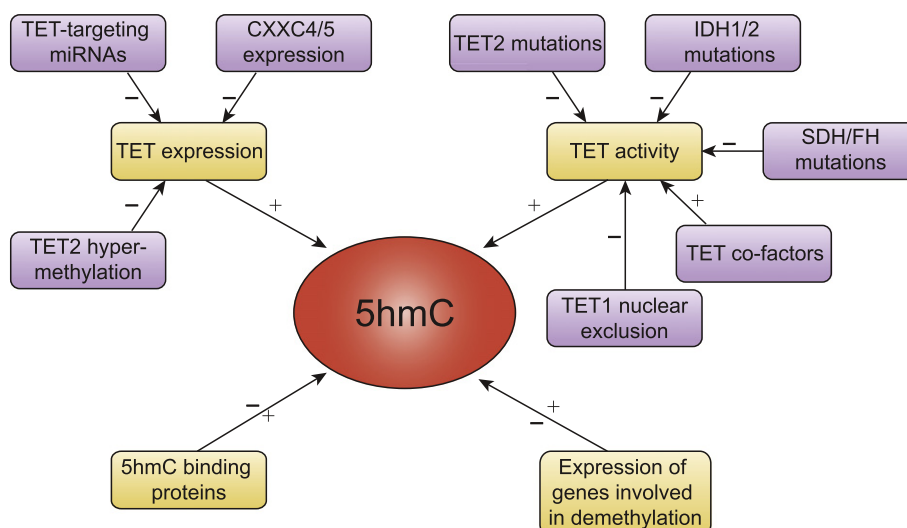 TET-targeting
miRNAs
CXXC4/5
expression
TET2 mutations
IDH1/2
mutations
−
−
−
−
TET expression
TET activity
−
SDH/FH
mutations
−
+
+
−
+
TET2 hyper-
methylation
TET co-factors
5hmC
TET1 nuclear
exclusion
−
+
+
−
5hmC binding
proteins
Expression of
genes involved
in demethylation